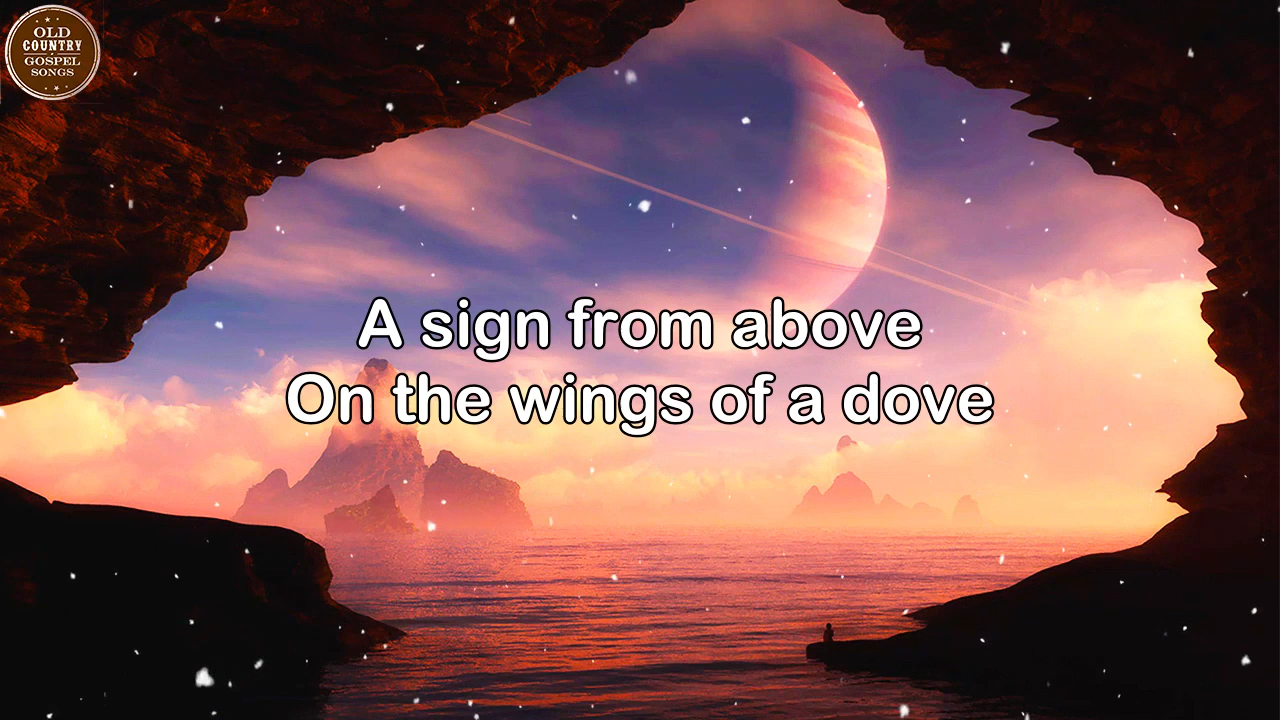 OLD
COUNTRY
GOSPEL
SONGS
A sign from above
On the wings of a dove